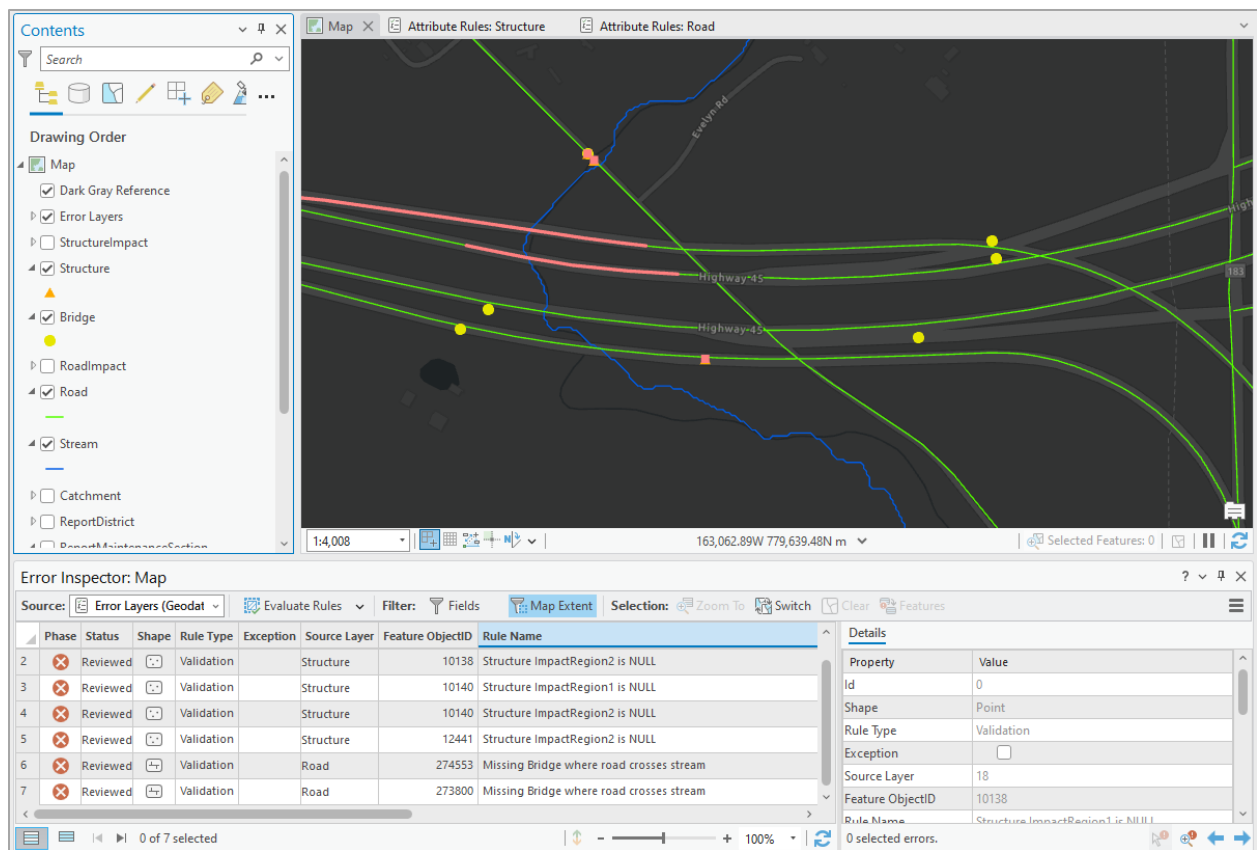 Contents
Map
Attribute Rules: Structure
Attribute Rules: Road
Search
Drawing Order
Map
Dark Gray Reference
Error Layers
StructureImpact
Structure
Bridge
RoadImpact
Road
Stream
Catchment
ReportDistrict
ReportMaintenanceSection
Evelyn Rd
High
183
Highway-45
Highway-45
1:4,008
163,062.89W 779,639.48N m
Selected Features: 0
Error Inspector: Map
Source: Error Layers (Geodat
Evaluate Rules
Filter: Fields
Map Extent
Selection: Zoom To
Switch
Clear
Features
Phase Status Shape Rule Type Exception Source Layer Feature ObjectID Rule Name
2 Reviewed Validation Structure 10138 Structure ImpactRegion2 is NULL
3 Reviewed Validation Structure 10140 Structure ImpactRegion1 is NULL
4 Reviewed Validation Structure 10140 Structure ImpactRegion2 is NULL
5 Reviewed Validation Structure 12441 Structure ImpactRegion2 is NULL
6 Reviewed Validation Road 274553 Missing Bridge where road crosses stream
7 Reviewed Validation Road 273800 Missing Bridge where road crosses stream
0 of 7 selected
100%
Details
Property Value
Id 0
Shape Point
Rule Type Validation
Exception
Source Layer 18
Feature ObjectID 10138
Rule Name Structure ImpactRegion1 is NULL
0 selected errors.